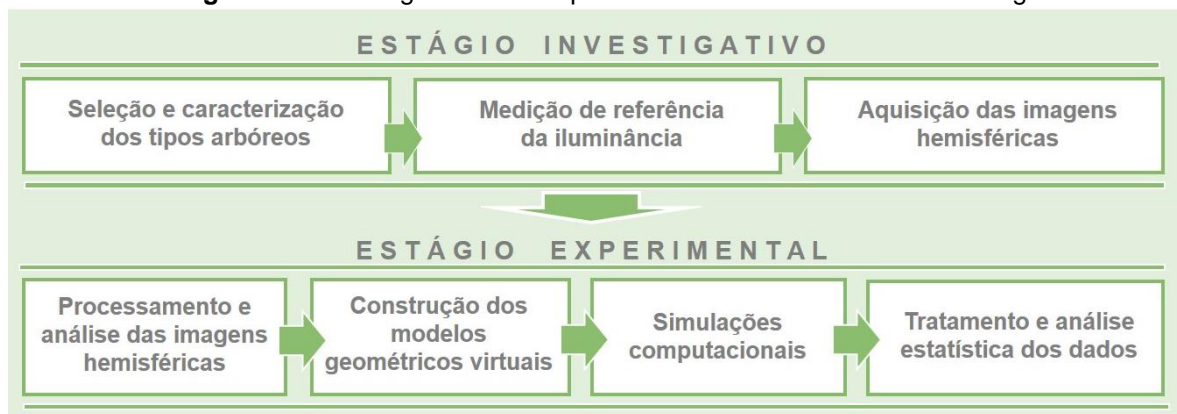 ESTÁGIO INVESTIGATIVO
Seleção e caracterização
dos tipos arbóreos
Medição de referência
da iluminância
Aquisição das imagens
hemisféricas
ESTÁGIO EXPERIMENTAL
Processamento e
análise das imagens
hemisféricas
Construção dos
modelos
geométricos virtuais
Simulações
computacionais
Tratamento e análise
estatística dos dados